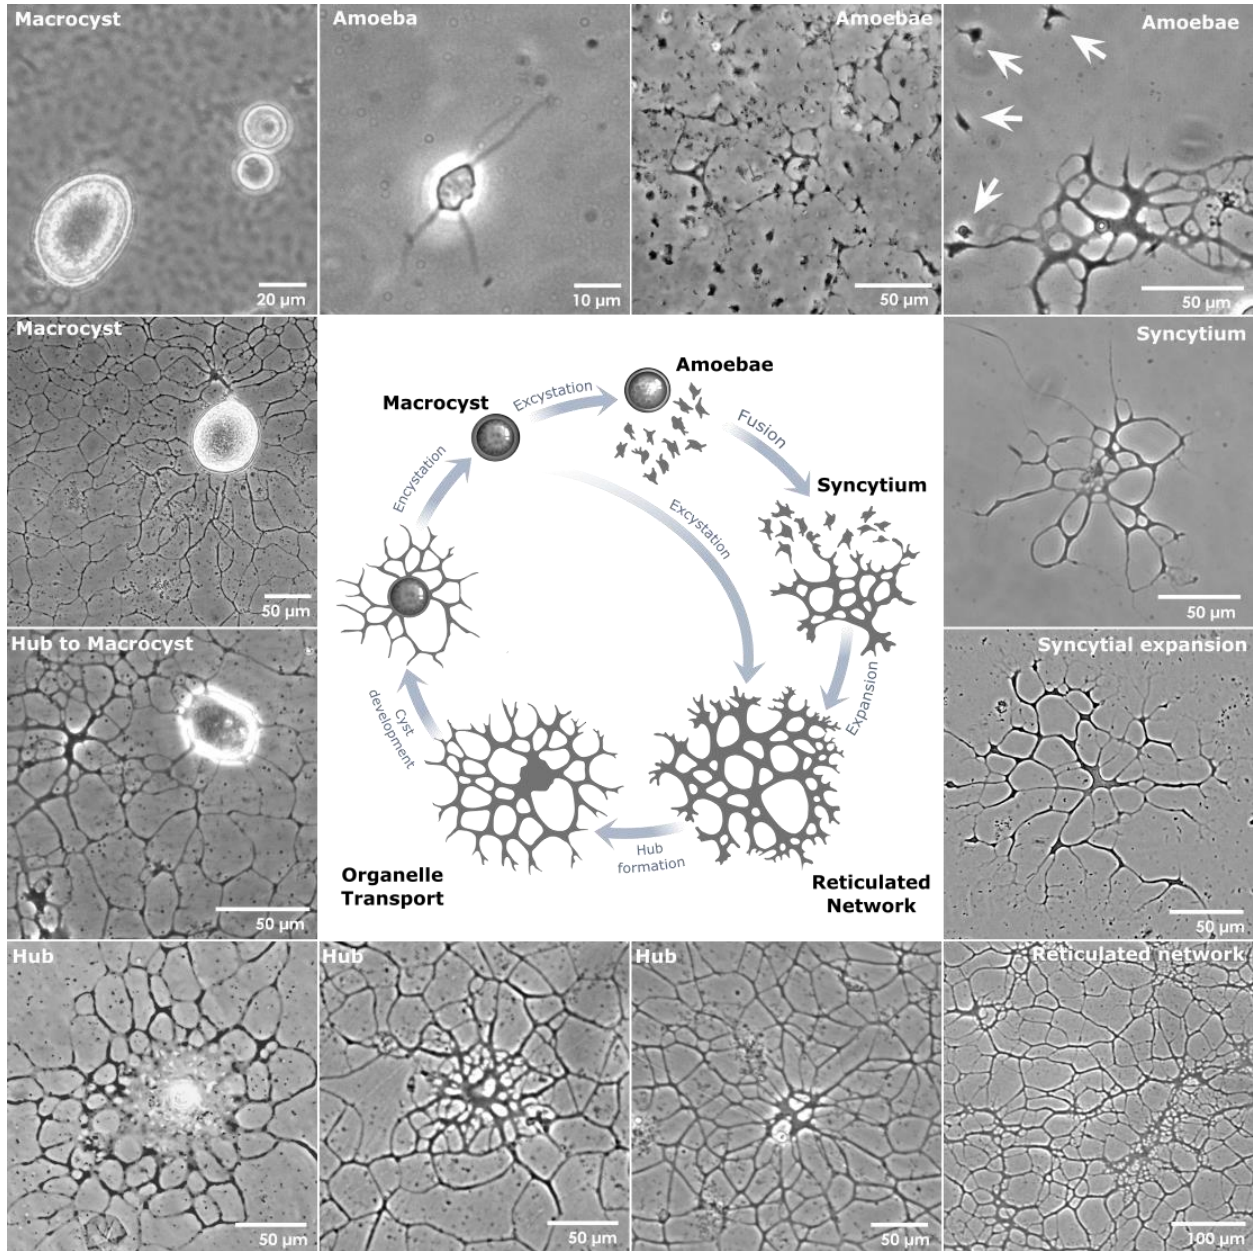 Macrocyst
20 µm
Amoeba
10 µm
Amoebae
50 µm
Amoebae
50 µm
Macrocyst
50 µm
Amoebae
Macrocyst
Excystation
Fusion
Encystation
Syncytium
Excystation
Expansion
Cyst
development
Hub
formation
Organelle
Transport
Reticulated
Network
Syncytium
50 µm
Hub to Macrocyst
50 µm
Syncytial expansion
50 µm
Hub
50 µm
Hub
50 µm
Hub
50 µm
Reticulated network
100 µm